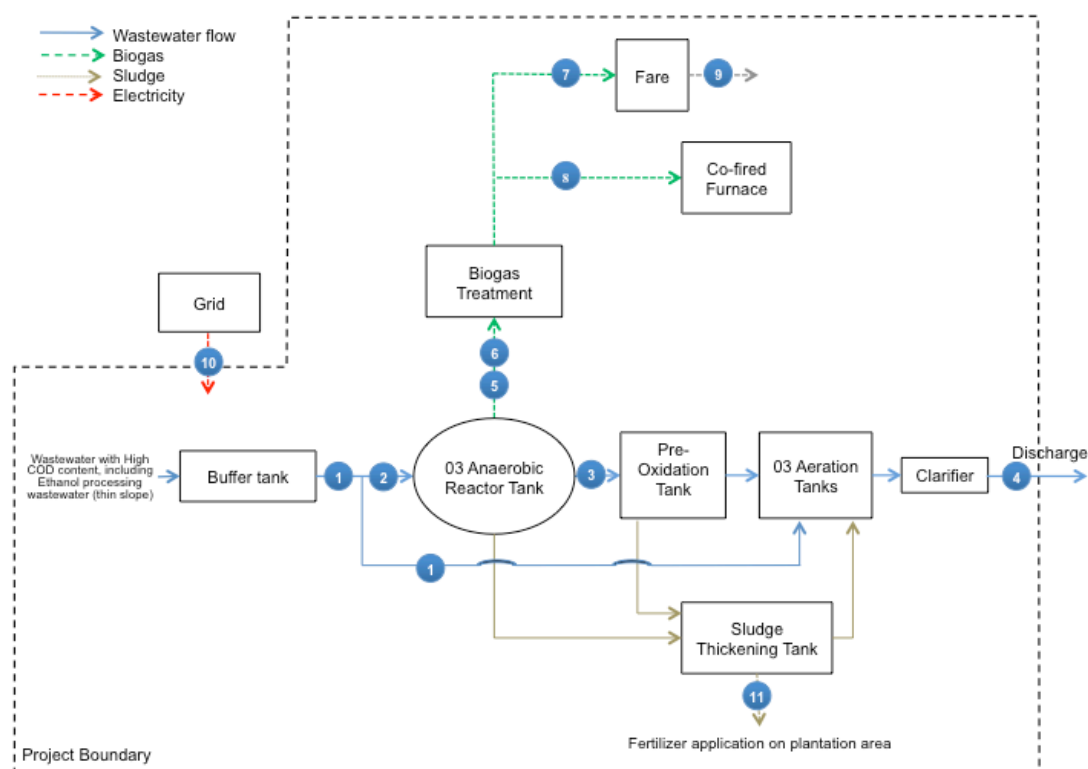 Wastewater flow
Biogas
Sludge
Electricity
7
Fare
9
8
Co-fired
Furnace
Biogas
Treatment
Grid
10
6
5
Wastewater with High
COD content, including
Ethanol processing
wastewater (thin slope)
Buffer tank
1
2
03 Anaerobic
Reactor Tank
3
Pre-
Oxidation
Tank
03 Aeration
Tanks
Clarifier
Discharge
4
1
Sludge
Thickening Tank
11
Fertilizer application on plantation area
Project Boundary